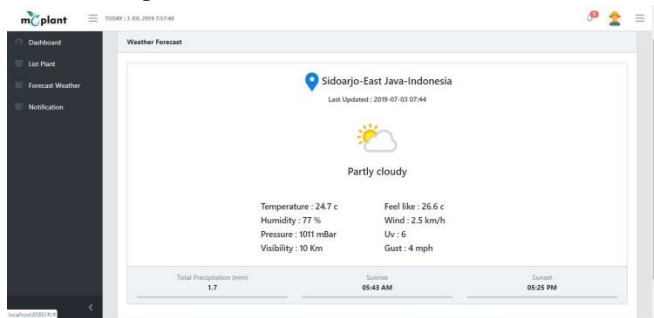 moplant
TODAY : 3 JUL 2019 7:57:40
Dashboard
List Plant
Forecast Weather
Notification
Weather Forecast
Sidoarjo-East Java-Indonesia
Last Updated : 2019-07-03 07:44
Partly cloudy
Temperature : 24.7 c
Humidity : 77 %
Pressure : 1011 mBar
Visibility : 10 Km
Feel like : 26.6 c
Wind : 2.5 km/h
Uv : 6
Gust : 4 mph
Total Precipitation (mm)
1.7
Sunrise
05:43 AM
Sunset
05:25 PM
localhost:8080/#/#